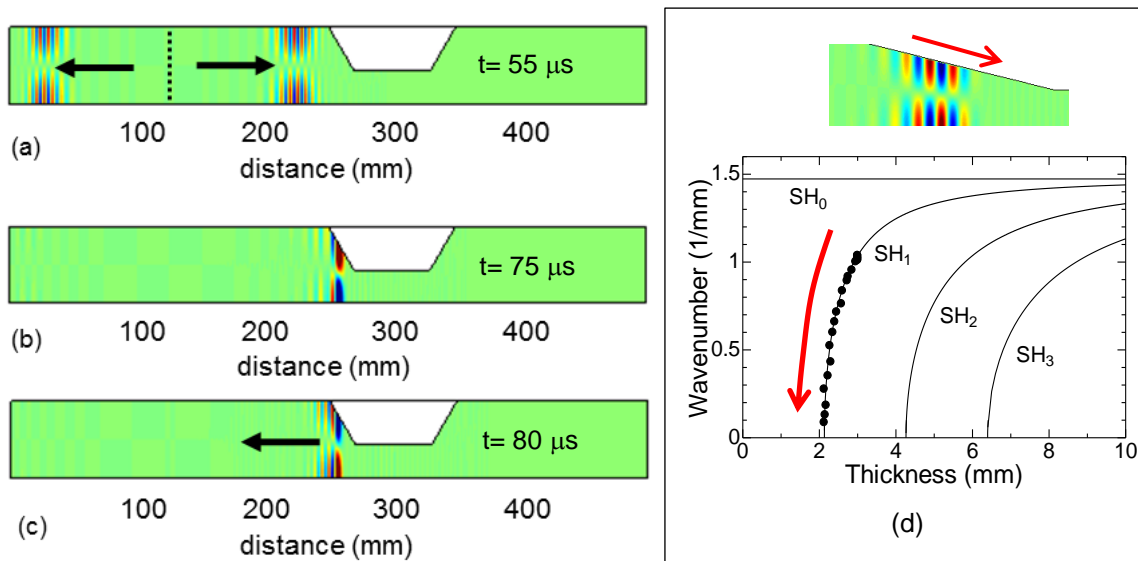 t= 55 μs
100 200 300 400
(a)
distance (mm)
t= 75 μs
100 200 300 400
(b)
distance (mm)
t= 80 μs
100 200 300 400
(c)
distance (mm)
1.5
SH0
1
SH1
0.5
SH2
SH3
0
Wavenumber (1/mm)
0 2 4 6 8 10
Thickness (mm)
(d)